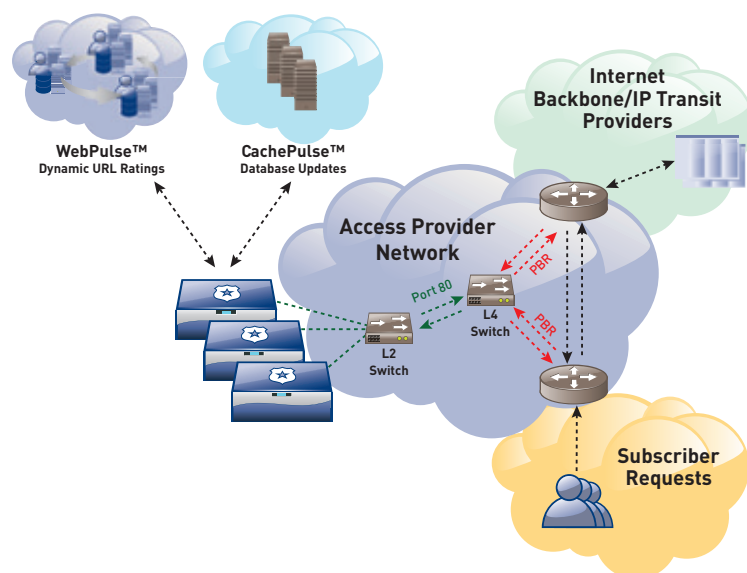 WebPulse™
Dynamic URL Ratings
CachePulse™
Database Updates
Internet
Backbone/IP Transit
Providers
Access Provider
Network
PBR
Port 80
L4
Switch
PBR
L2
Switch
Subscriber
Requests